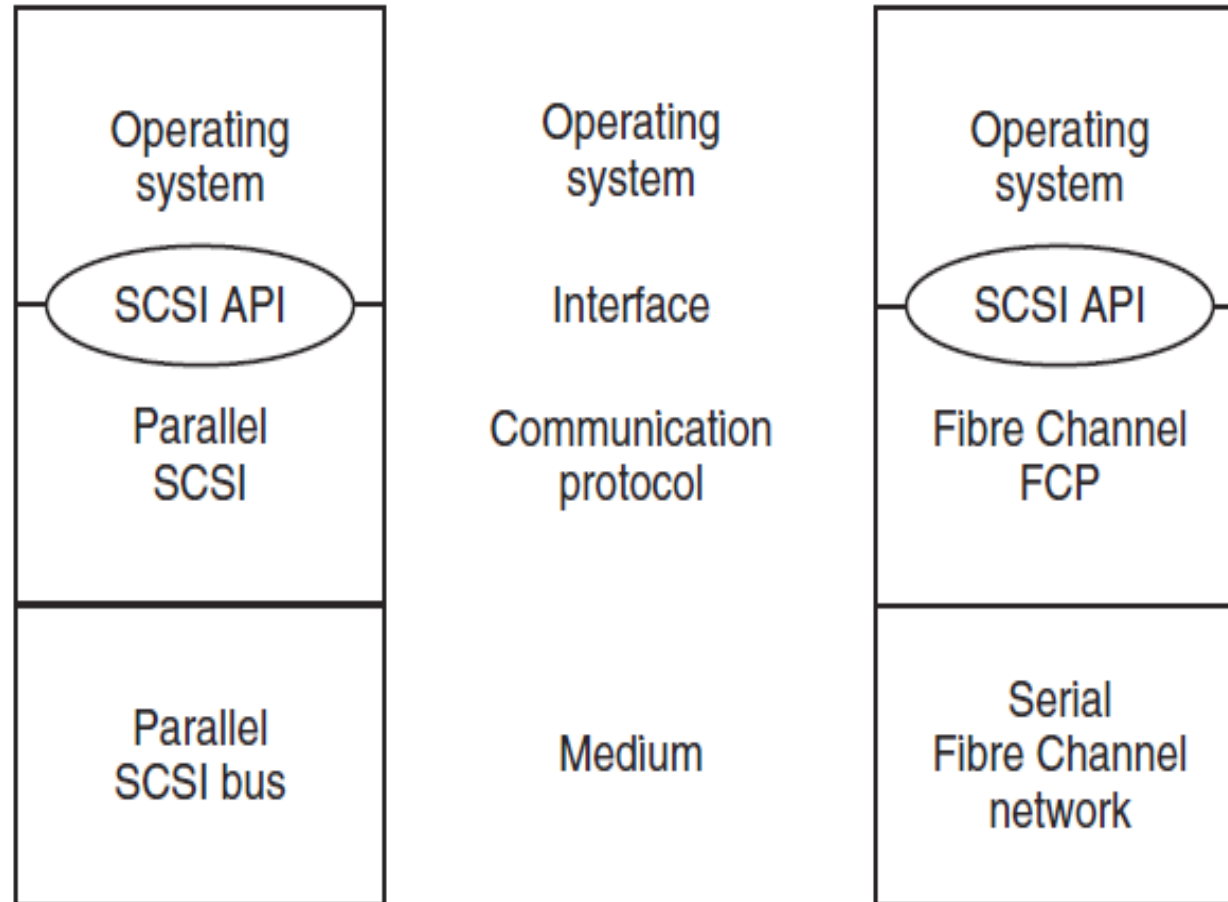 Operating
system
SCSI API
Parallel
SCSI
Parallel
SCSI bus
Operating
system
Interface
Communication
protocol
Medium
Operating
system
SCSI API
Fibre Channel
FCP
Serial
Fibre Channel
network